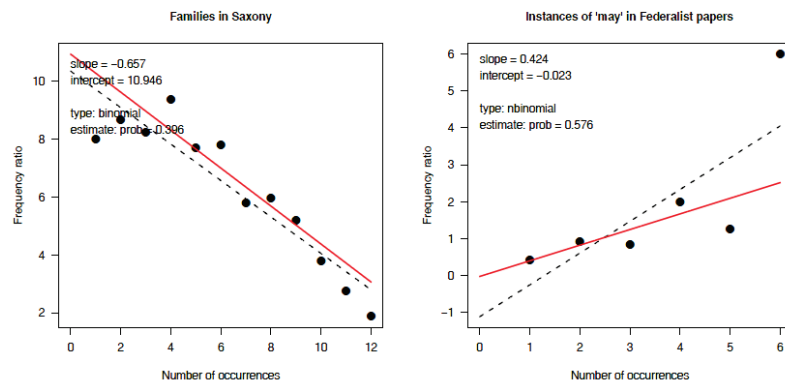 Families in Saxony
slope = −0.657
intercept = 10.946
type: binomial
estimate: prob = 0.396
10
8
6
4
2
Frequency ratio
0 2 4 6 8 10 12
Number of occurrences
Instances of 'may' in Federalist papers
slope = 0.424
intercept = −0.023
type: nbinomial
estimate: prob = 0.576
6
5
4
3
2
1
0
−1
Frequency ratio
0 1 2 3 4 5 6
Number of occurrences